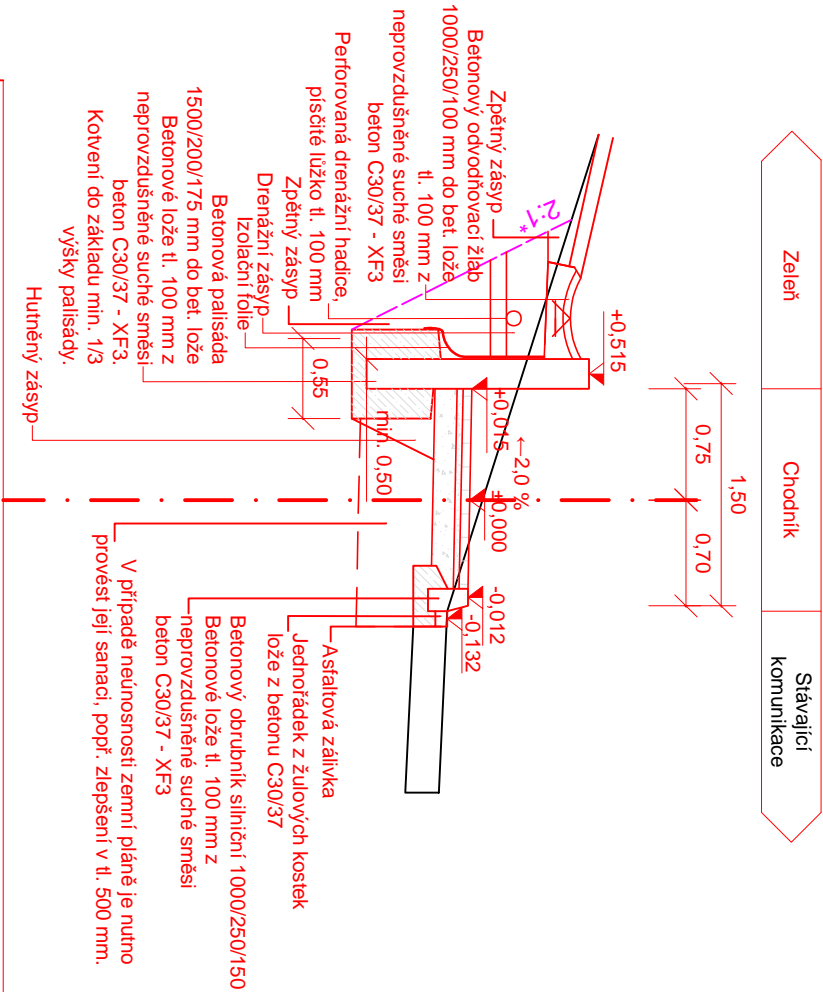 Zeleň
Chodník
Stávající
komunikace
1,50
0,75
0,70
+0,515
+0,015
←2,0 %
±0,000
-0,012
-0,132
2:1*
0,55
min. 0,50
Zpětný zásyp
Betonový odvodňovací žlab
1000/250/100 mm do bet. lože
tl. 100 mm z
neprovzdušněné suché směsi
beton C30/37 - XF3
Perforovaná drenážní hadice,
písčité lůžko tl. 100 mm
Zpětný zásyp
Drenážní zásyp
Izolační folie
Betonová palisáda
1500/200/175 mm do bet. lože
Betonové lože tl. 100 mm z
neprovzdušněné suché směsi
beton C30/37 - XF3.
Kotvení do základu min. 1/3
výšky palisády.
Hutněný zásyp
Asfaltová zálivka
Jednořádek z žulových kostek
lože z betonu C30/37
Betonový obrubník silniční 1000/250/150
Betonové lože tl. 100 mm z
neprovzdušněné suché směsi
beton C30/37 - XF3
V případě neúnosnosti zemní pláně je nutno
provést její sanaci, popř. zlepšení v tl. 500 mm.